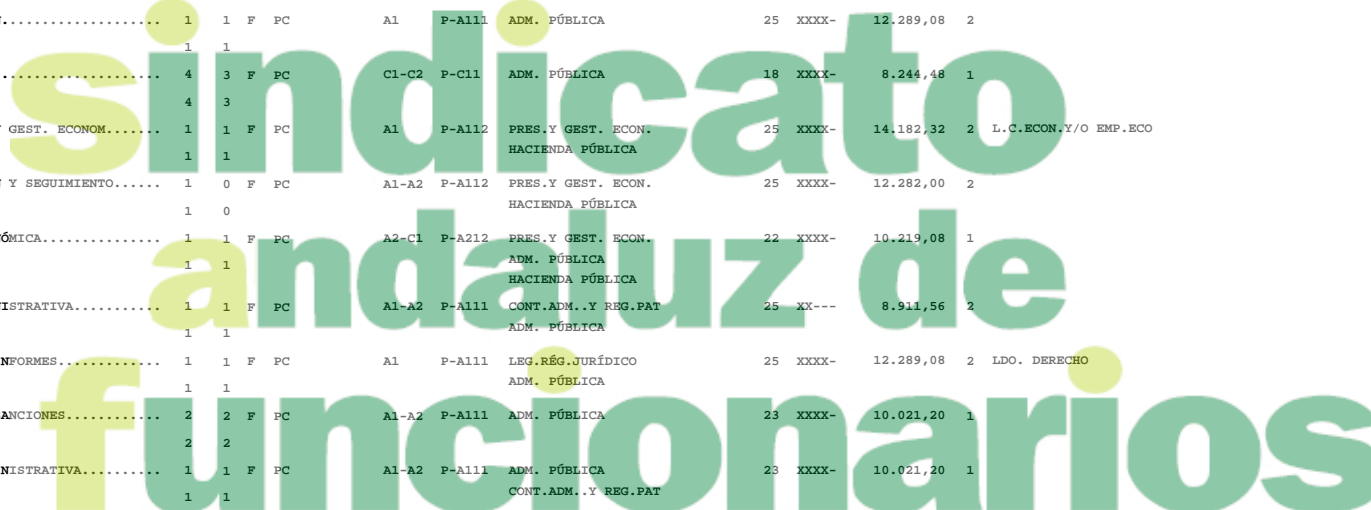 N.................. 1 1 F PC A1 P-A111 ADM. PÚBLICA 25 XXXX- 12.289,08 2
1 1
.................... 4 3 F PC C1-C2 P-C11 ADM. PÚBLICA 18 XXXX- 8.244,48 1
4 3
Y GEST. ECONOM....... 1 1 F PC A1 P-A112 PRES.Y GEST. ECON. 25 XXXX- 14.182,32 2 L.C.ECON.Y/O EMP.ECO
1 1 HACIENDA PÚBLICA
N Y SEGUIMIENTO...... 1 0 F PC A1-A2 P-A112 PRES.Y GEST. ECON. 25 XXXX- 12.282,00 2
HACIENDA PÚBLICA
1 0
ÓMICA............... 1 1 F PC A2-C1 P-A212 PRES.Y GEST. ECON. 22 XXXX- 10.219,08 1
1 1 ADM. PÚBLICA
HACIENDA PÚBLICA
ISTRATIVA........... 1 1 F PC A1-A2 P-A111 CONT.ADM..Y REG.PAT 25 XX--- 8.911,56 2
1 1 ADM. PÚBLICA
NFORMES............. 1 1 F PC A1 P-A111 LEG.RÉG.JURÍDICO 25 XXXX- 12.289,08 2 LDO. DERECHO
1 1 ADM. PÚBLICA
ANCIONES............ 2 2 F PC A1-A2 P-A111 ADM. PÚBLICA 23 XXXX- 10.021,20 1
2 2
NISTRATIVA.......... 1 1 F PC A1-A2 P-A111 ADM. PÚBLICA 23 XXXX- 10.021,20 1
1 1 CONT.ADM..Y REG.PAT
sindicato
andaluz de
funcionarios